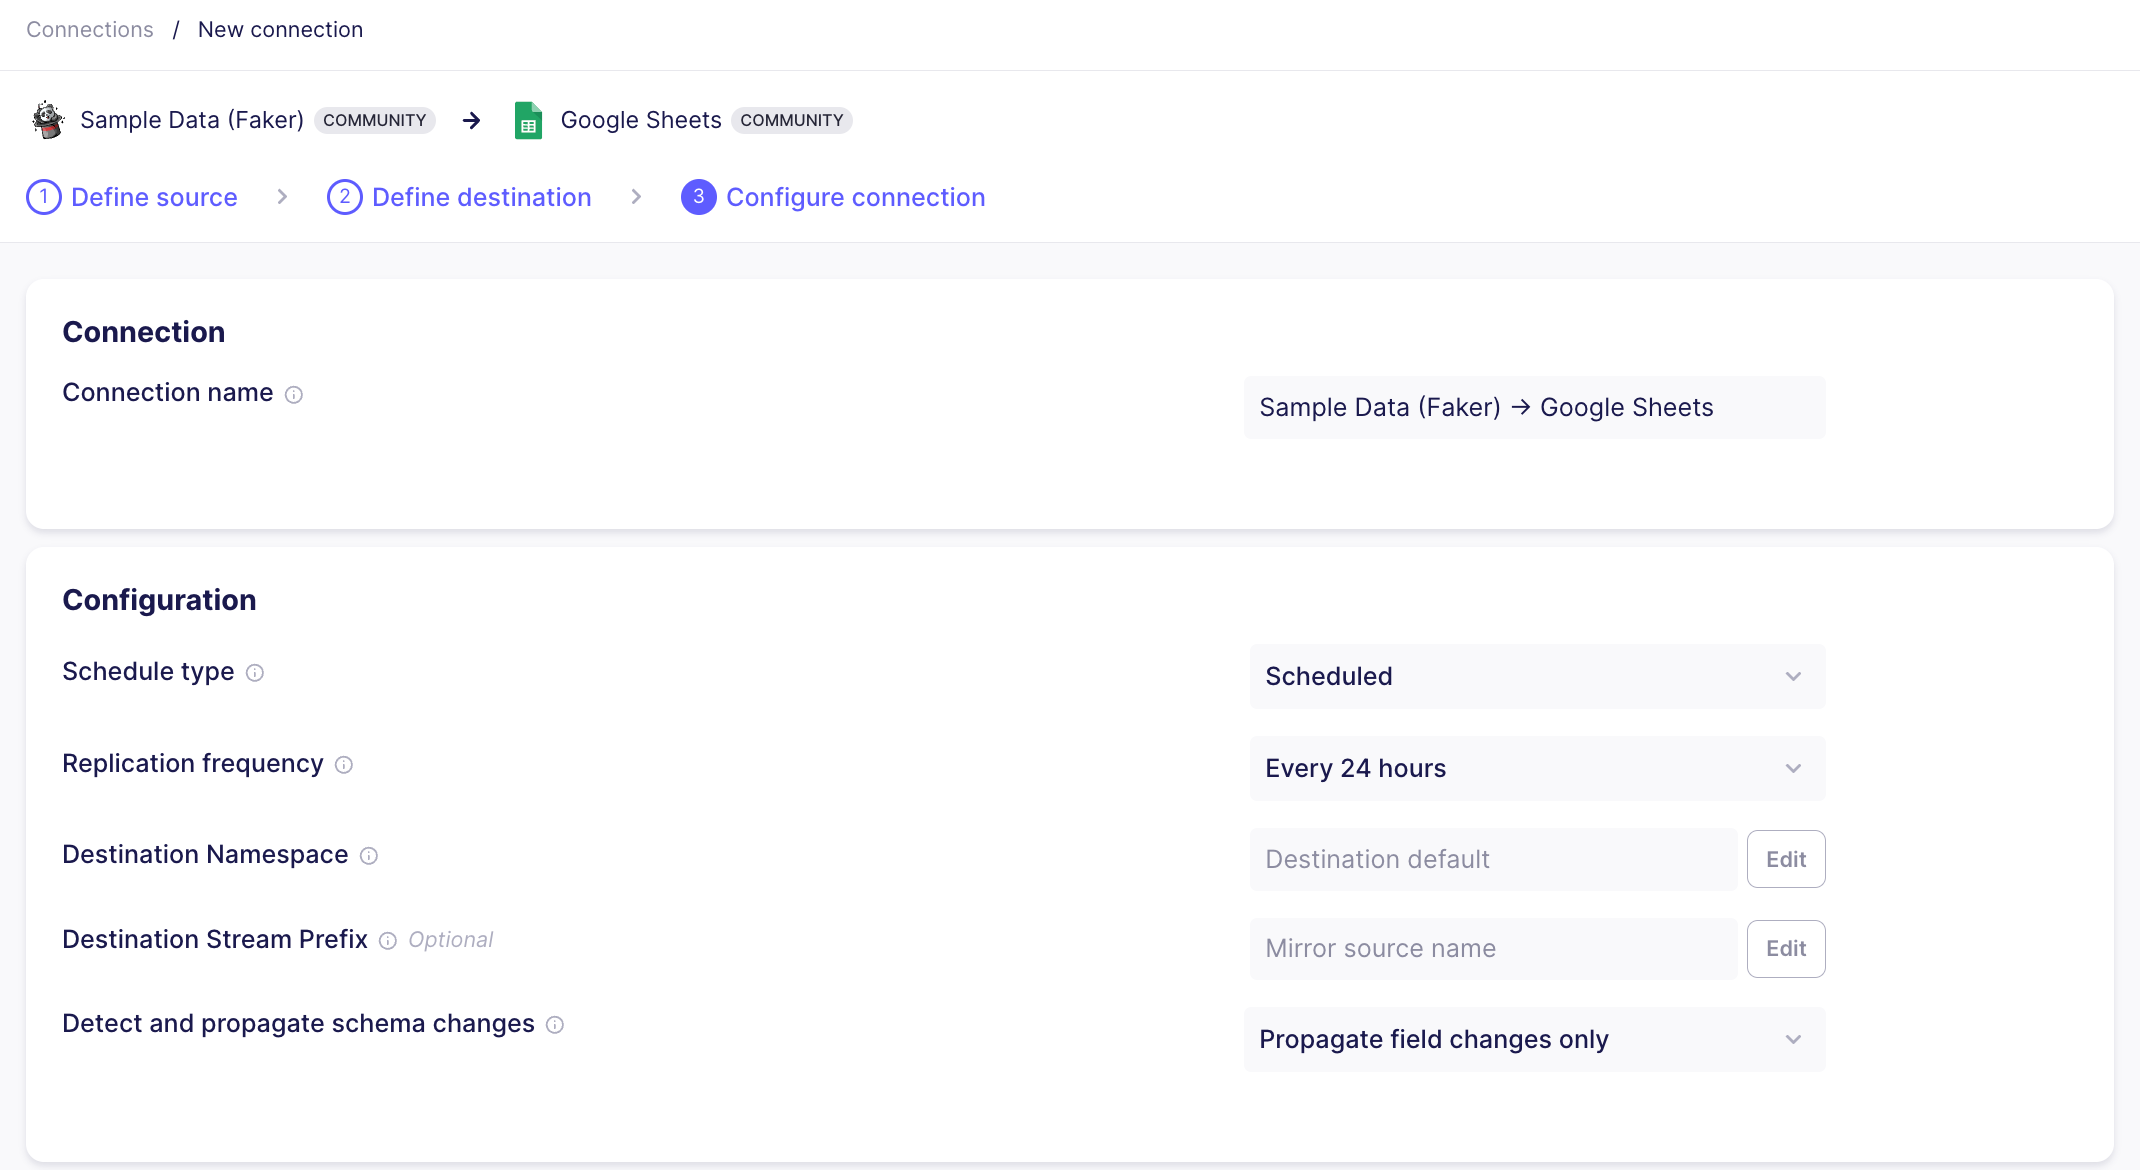 Connections / New connection
Sample Data (Faker) COMMUNITY → Google Sheets COMMUNITY
1 Define source > 2 Define destination > 3 Configure connection
Connection
Connection name
Sample Data (Faker) → Google Sheets
Configuration
Schedule type
Scheduled
Replication frequency
Every 24 hours
Destination Namespace
Destination default
Edit
Destination Stream Prefix Optional
Mirror source name
Edit
Detect and propagate schema changes
Propagate field changes only